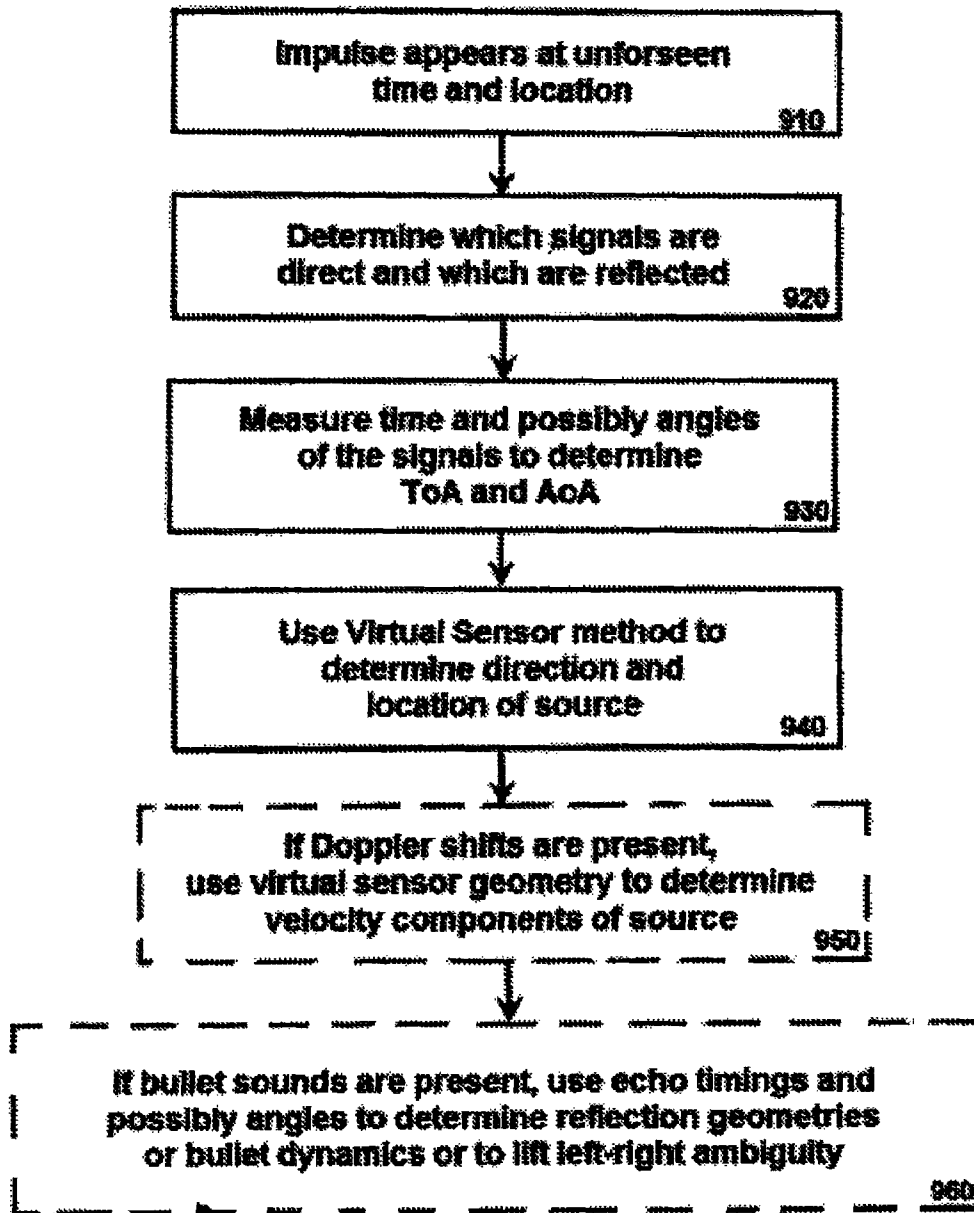 Impulse appears at unforseen
time and location
910
Determine which signals are
direct and which are reflected
920
Measure time and possibly angles
of the signals to determine
ToA and AoA
930
Use Virtual Sensor method to
determine direction and
location of source
940
If Doppler shifts are present,
use virtual sensor geometry to determine
velocity components of source
950
If bullet sounds are present, use echo timings and
possibly angles to determine reflection geometries
or bullet dynamics or to lift left-right ambiguity
960